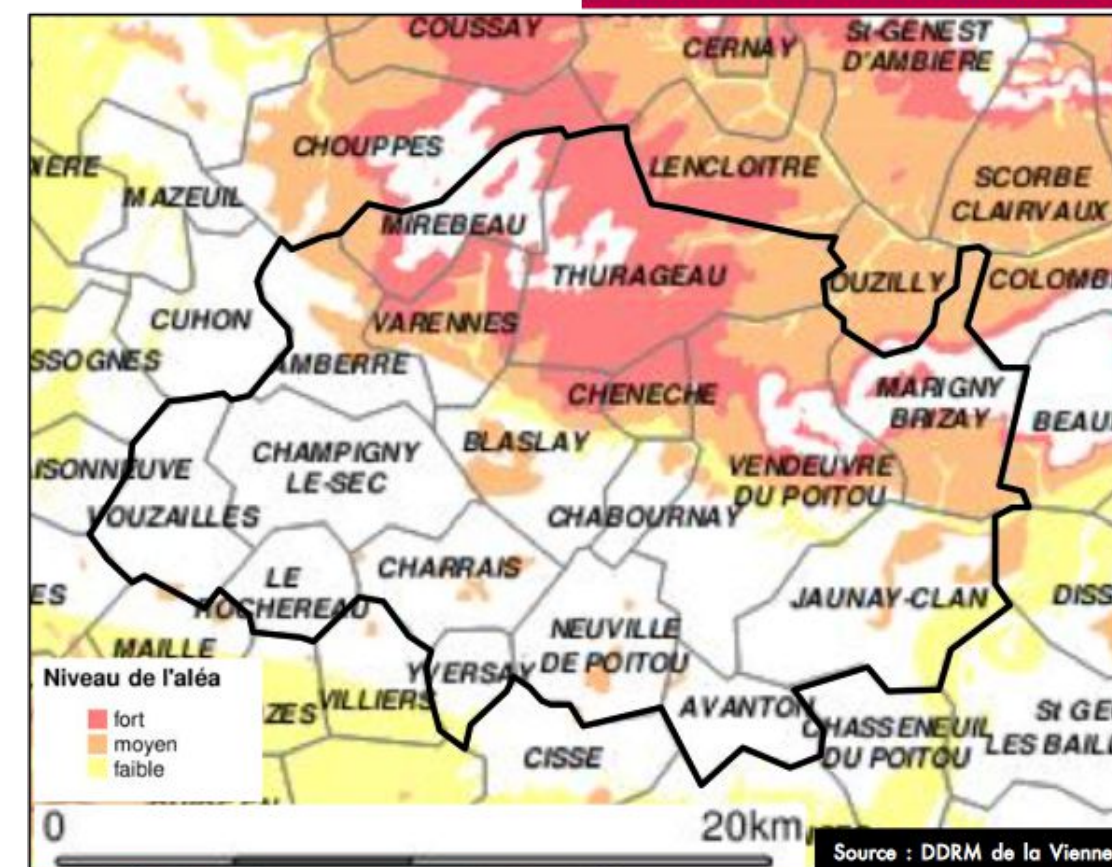 COUSSAY
CERNAY
St-GENEST
D'AMBIERE
CHOUPPES
LENCLOITRE
MAZEUIL
SCORBE
CLAIRVAUX
MIREBEAU
THURAGEAU
OUZILLY
CUHON
VARENNES
AMBERRE
CHENECHE
MARIGNY
BRIZAY
CHAMPIGNY
LE-SEC
BLASLAY
VENDEUVRE
DU POITOU
VOUZAILLES
CHABOURNAY
LE
ROCHEREAU
CHARRAIS
JAUNAY-CLAN
NEUVILLE
DE POITOU
MAILLE
YVERSAY
VILLIERS
AVANTON
CHASSENEUIL
DU POITOU
CISSE
Niveau de l'aléa
fort
moyen
faible
0
20km
Source : DDRM de la Vienne